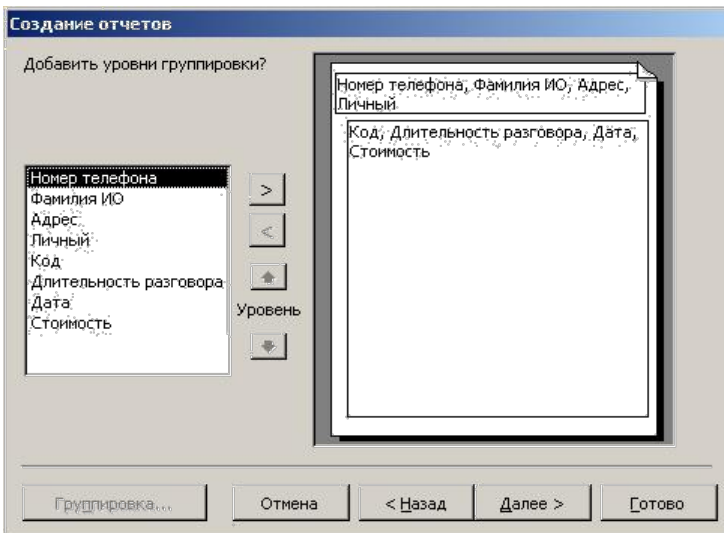 Создание отчетов
Добавить уровни группировки?
Номер телефона, Фамилия ИО, Адрес,
Личный
Код, Длительность разговора, Дата,
Стоимость
Номер телефона
Фамилия ИО
Адрес
Личный
Код
Длительность разговора
Дата
Стоимость
>
<
Уровень
Группировка...
Отмена
< Назад
Далее >
Готово